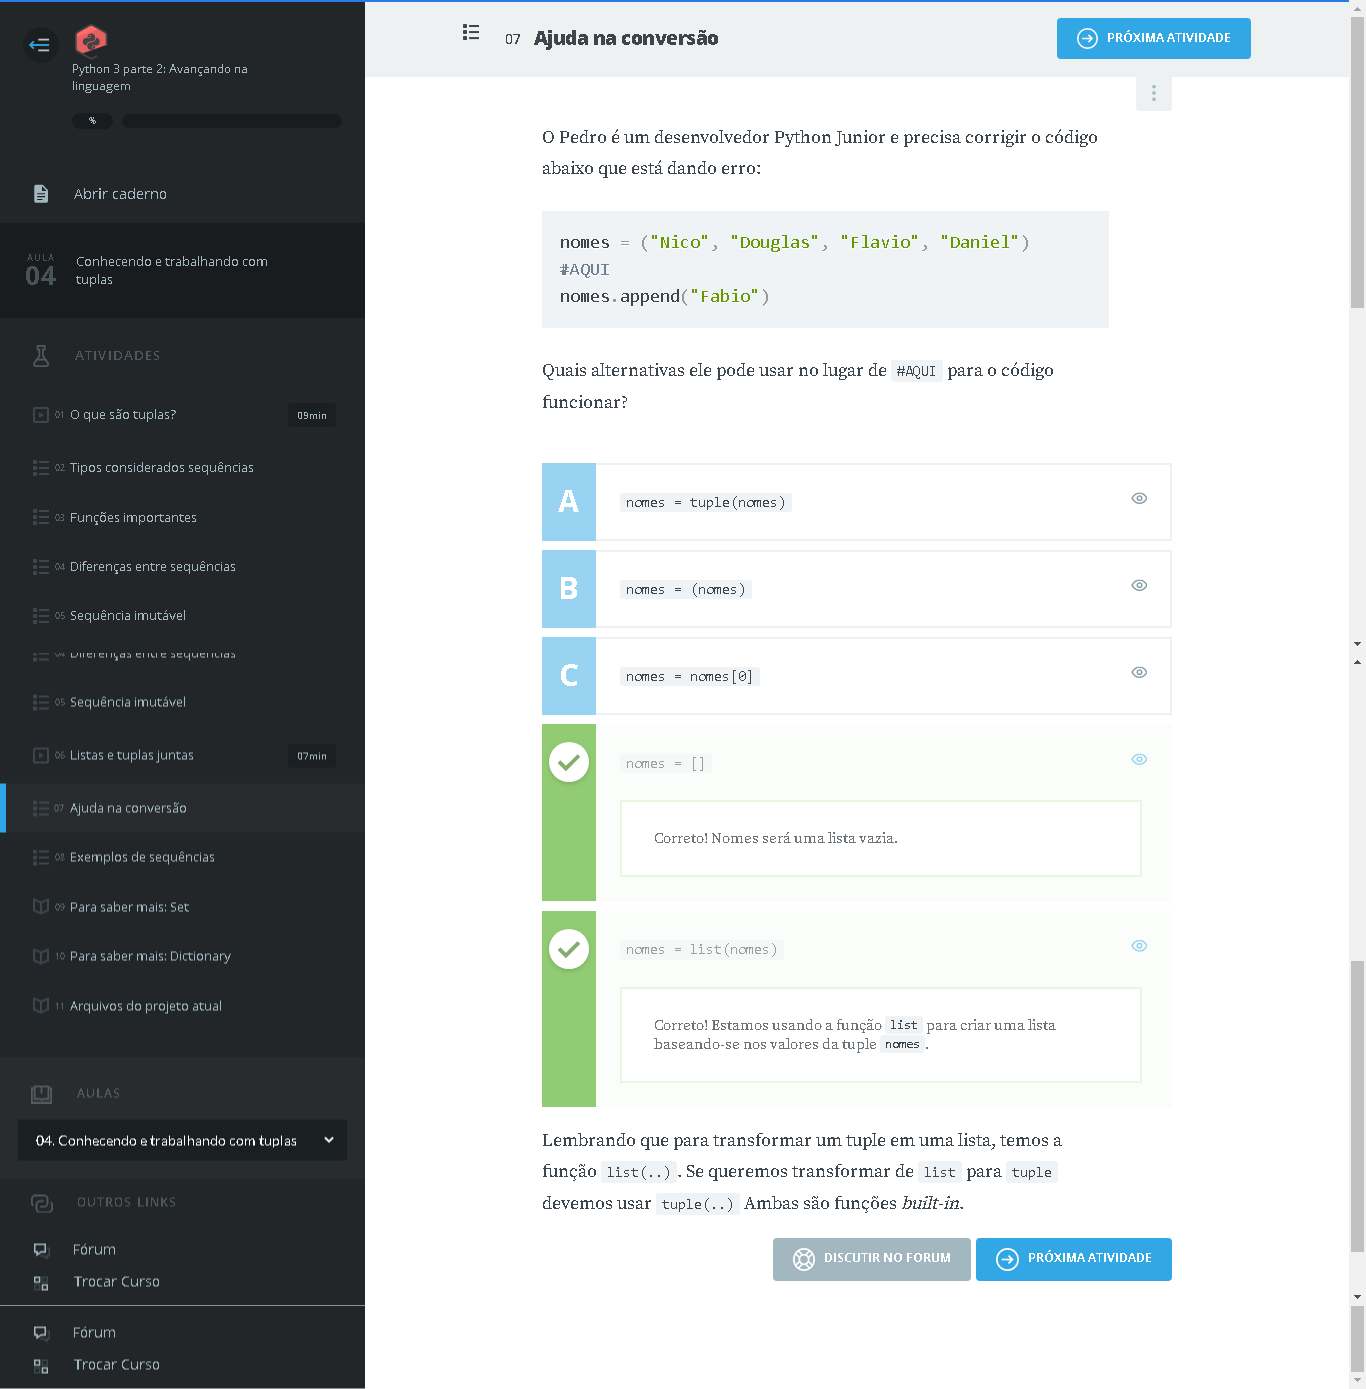 Python 3 parte 2: Avançando na
linguagem
%
Abrir caderno
AULA
04
Conhecendo e trabalhando com
tuplas
ATIVIDADES
01 O que são tuplas? 09min
02 Tipos considerados sequências
03 Funções importantes
04 Diferenças entre sequências
05 Sequência imutável
04 Diferenças entre sequências
05 Sequência imutável
06 Listas e tuplas juntas 07min
07 Ajuda na conversão
08 Exemplos de sequências
09 Para saber mais: Set
10 Para saber mais: Dictionary
11 Arquivos do projeto atual
AULAS
04. Conhecendo e trabalhando com tuplas
OUTROS LINKS
Fórum
Trocar Curso
Fórum
Trocar Curso
07 Ajuda na conversão
PRÓXIMA ATIVIDADE
O Pedro é um desenvolvedor Python Junior e precisa corrigir o código
abaixo que está dando erro:
nomes = ("Nico", "Douglas", "Flavio", "Daniel")
#AQUI
nomes.append("Fabio")
Quais alternativas ele pode usar no lugar de #AQUI para o código
funcionar?
A nomes = tuple(nomes)
B nomes = (nomes)
C nomes = nomes[0]
nomes = []
Correto! Nomes será uma lista vazia.
nomes = list(nomes)
Correto! Estamos usando a função list para criar uma lista
baseando-se nos valores da tuple nomes.
Lembrando que para transformar um tuple em uma lista, temos a
função list(..). Se queremos transformar de list para tuple
devemos usar tuple(..) Ambas são funções built-in.
DISCUTIR NO FORUM
PRÓXIMA ATIVIDADE